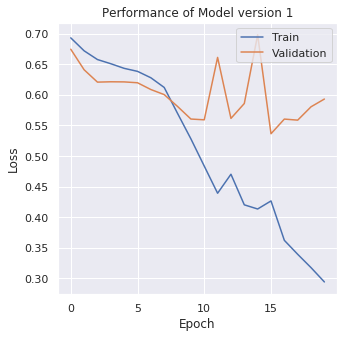 Performance of Model version 1
0.70
0.65
0.60
0.55
0.50
0.45
0.40
0.35
0.30
Loss
Train
Validation
0 5 10 15
Epoch